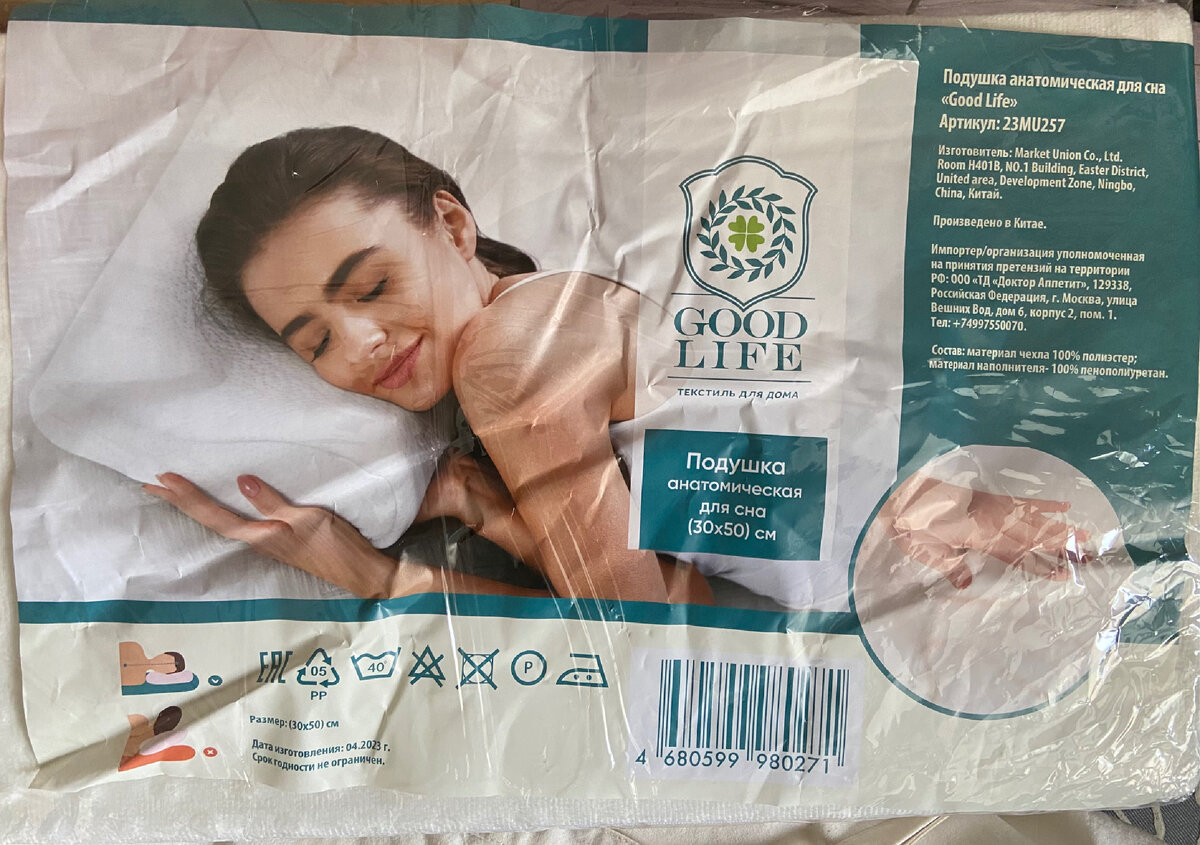 Подушка анатомическая для сна
«Good Life»
Артикул: 23MU257
Изготовитель: Market Union Co., Ltd.
Room H401B, NO.1 Building, Easter District,
United area, Development Zone, Ningbo,
China, Китай.
Произведено в Китае.
Импортер/организация уполномоченная
на принятия претензий на территории
РФ: ООО «ТД «Доктор Аппетит», 129338,
Российская Федерация, г. Москва, улица
Вешних Вод, дом 6, корпус 2, пом. 1.
Тел: +74997550070.
Состав: материал чехла 100% полиэстер;
материал наполнителя- 100% пенополиуретан.
GOOD
LIFE
ТЕКСТИЛЬ ДЛЯ ДОМА
Подушка
анатомическая
для сна
(30х50) см
EAC
05
PP
40°
P
Размер: (30х50) см
Дата изготовления: 04.2023 г.
Срок годности не ограничен.
4 680599 980271